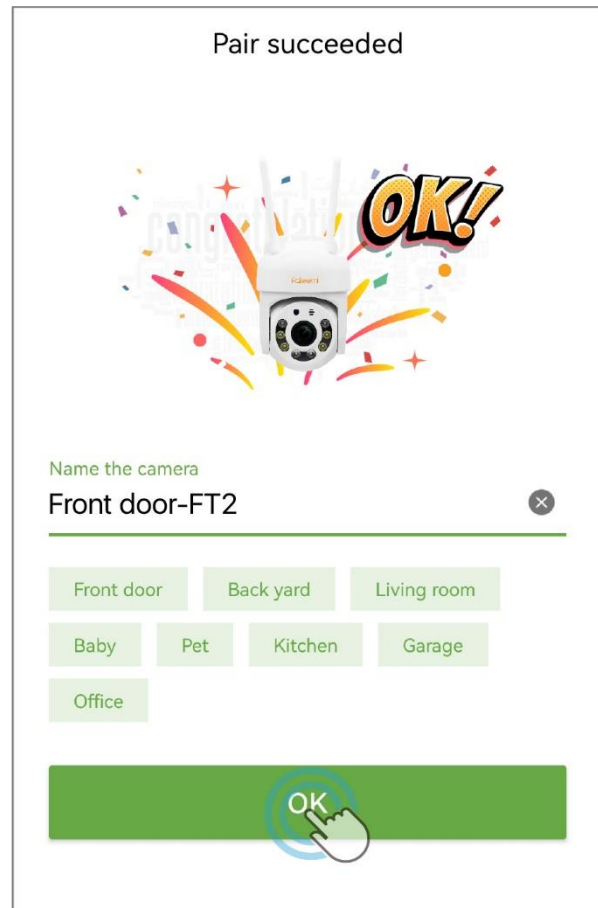 Pair succeeded
OK!
congratulation
Name the camera
Front door-FT2
Front door
Back yard
Living room
Baby
Pet
Kitchen
Garage
Office
OK